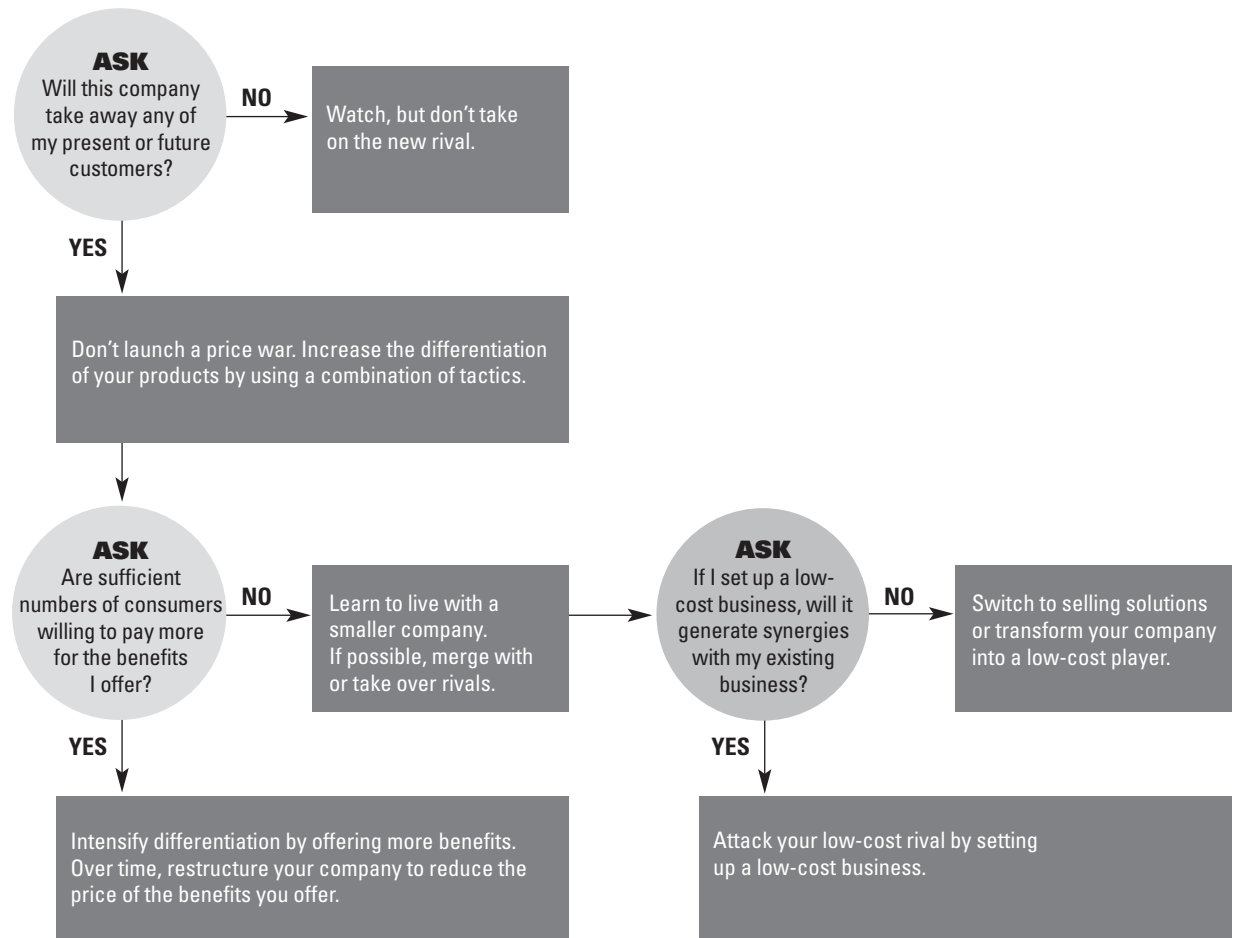 ASK
Will this company
take away any of
my present or future
customers?
NO
Watch, but don't take
on the new rival.
YES
Don't launch a price war. Increase the differentiation
of your products by using a combination of tactics.
ASK
Are sufficient
numbers of consumers
willing to pay more
for the benefits
I offer?
NO
Learn to live with a
smaller company.
If possible, merge with
or take over rivals.
ASK
If I set up a low-
cost business, will it
generate synergies
with my existing
business?
NO
Switch to selling solutions
or transform your company
into a low-cost player.
YES
Intensify differentiation by offering more benefits.
Over time, restructure your company to reduce the
price of the benefits you offer.
YES
Attack your low-cost rival by setting
up a low-cost business.